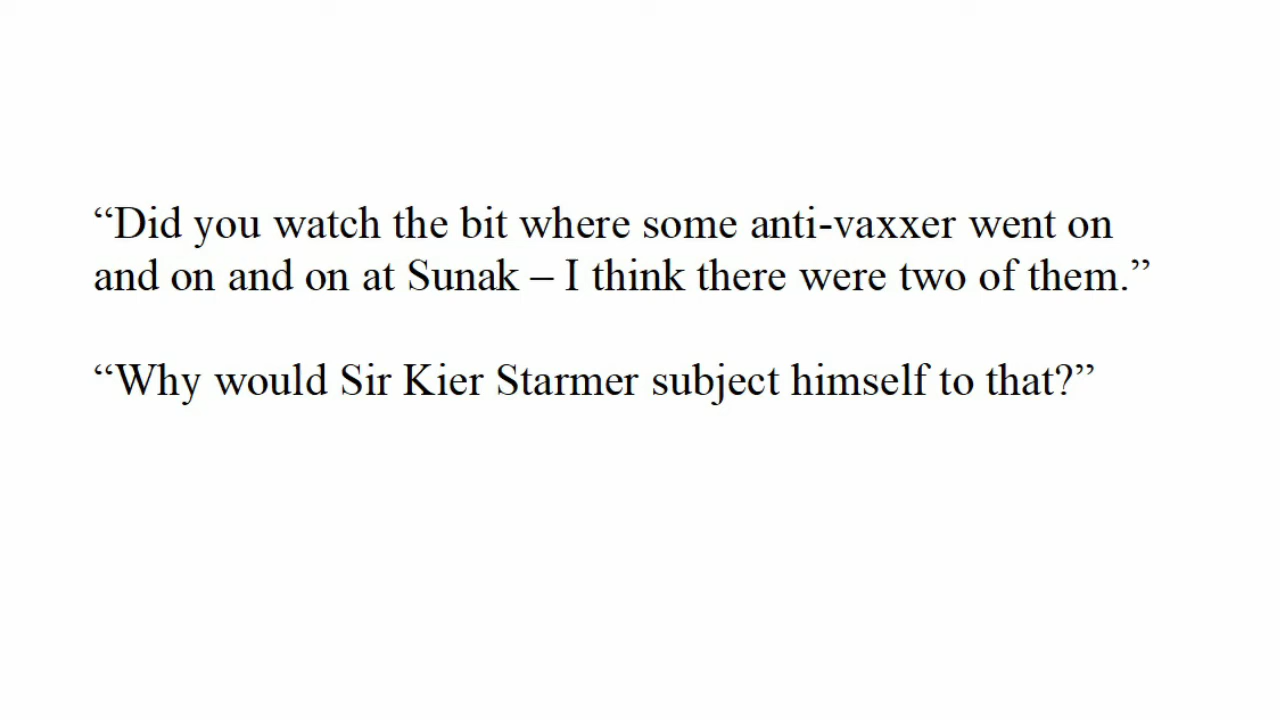 “Did you watch the bit where some anti-vaxxer went on
and on and on at Sunak – I think there were two of them.”
“Why would Sir Kier Starmer subject himself to that?”